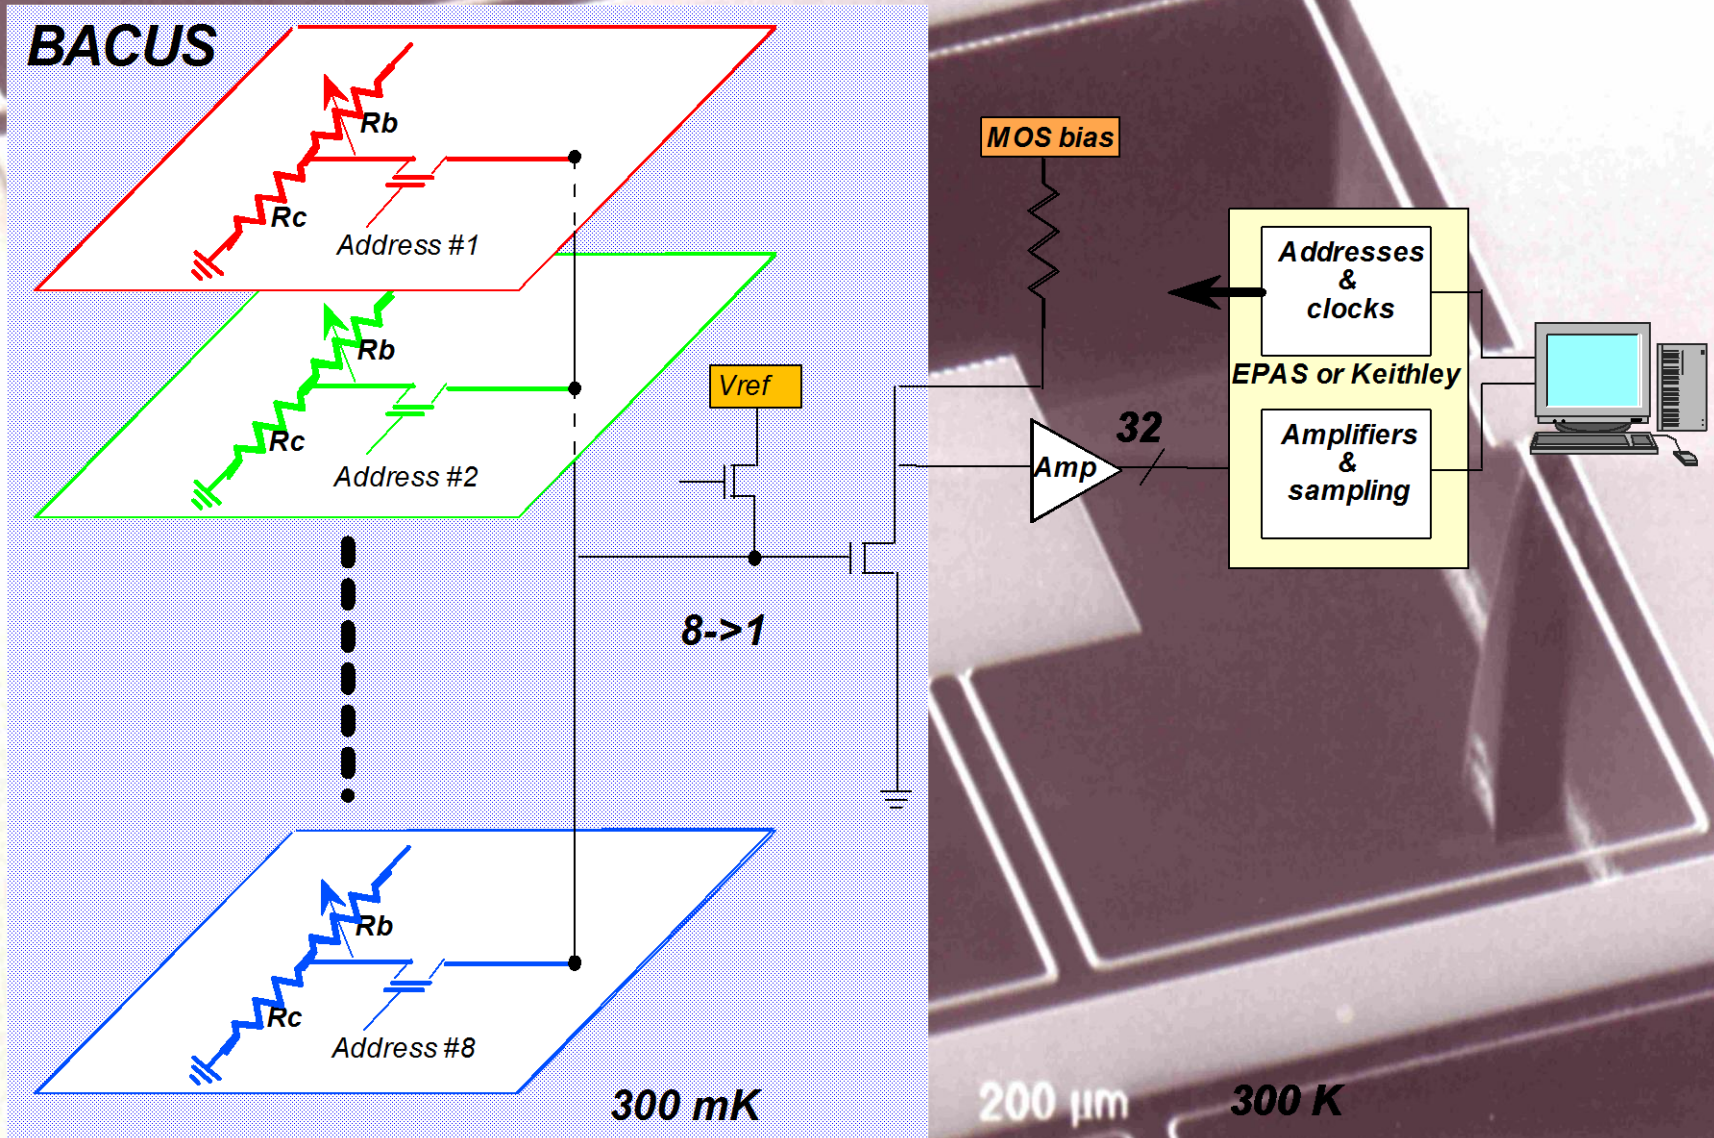 BACUS
Rb
Rc
Address #1
Rb
Rc
Address #2
Vref
8->1
Rb
Rc
Address #8
300 mK
MOS bias
Amp
32
Addresses
&
clocks
EPAS or Keithley
Amplifiers
&
sampling
200 µm
300 K